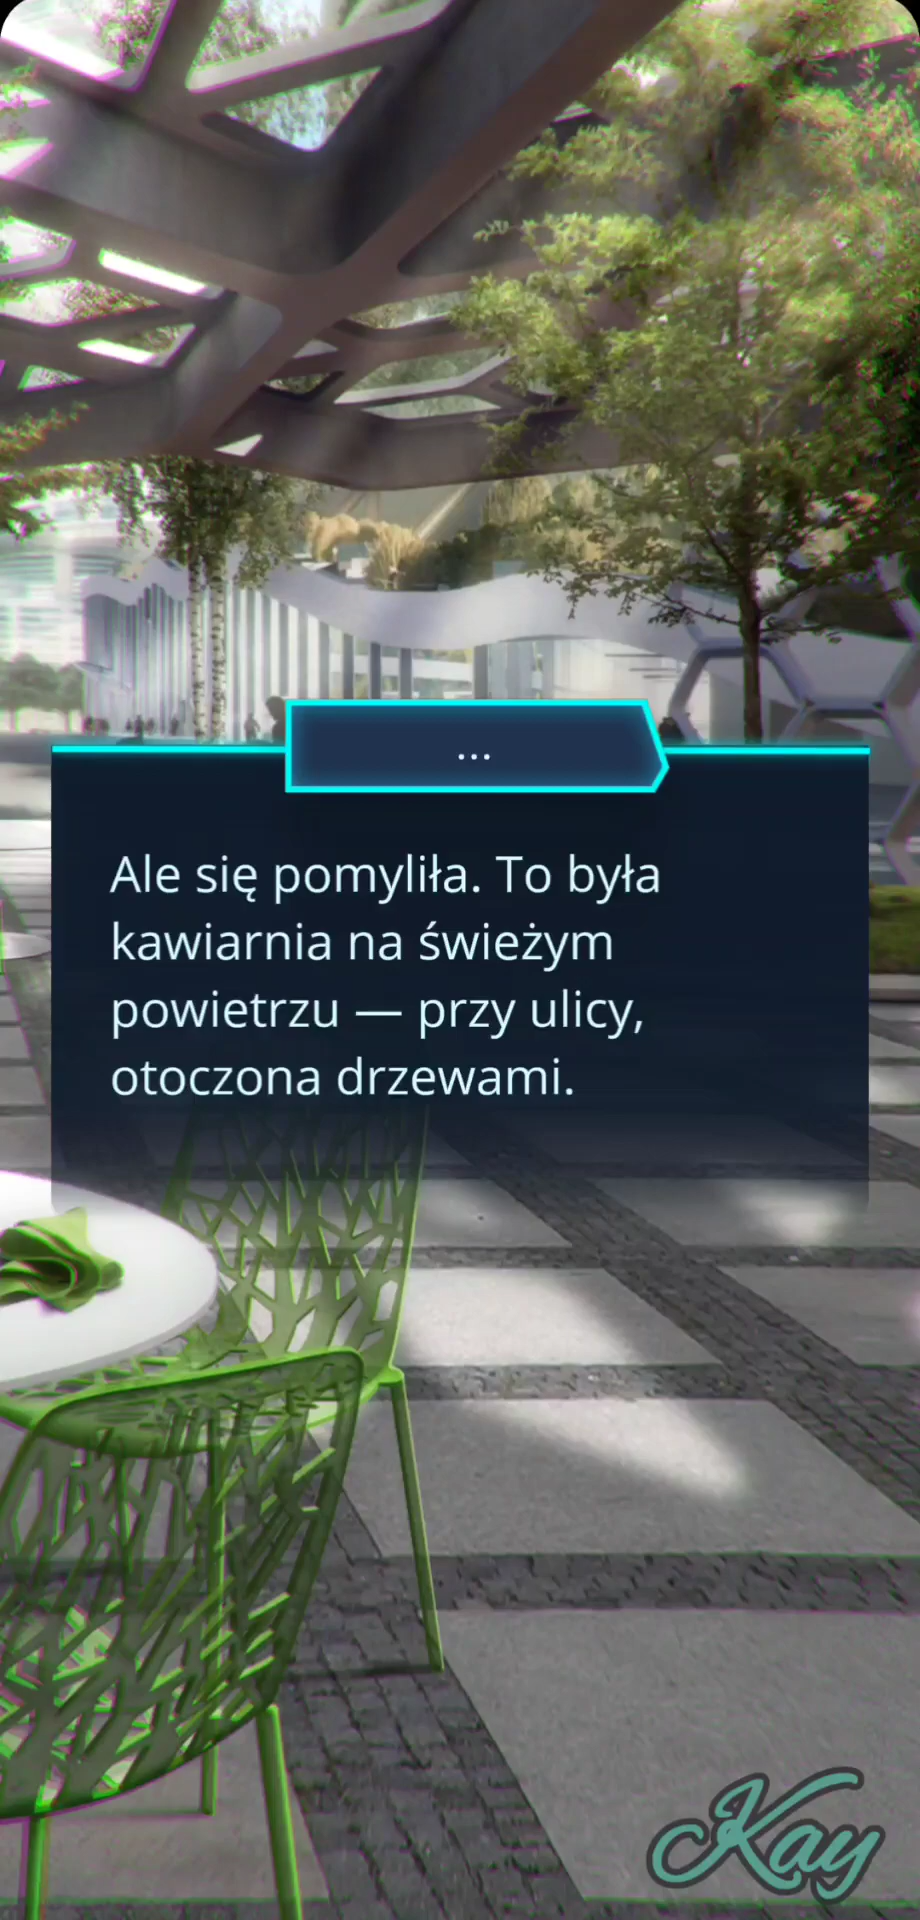 ...
Ale się pomyliła. To była
kawiarnia na świeżym
powietrzu — przy ulicy,
otoczona drzewami.
Kay